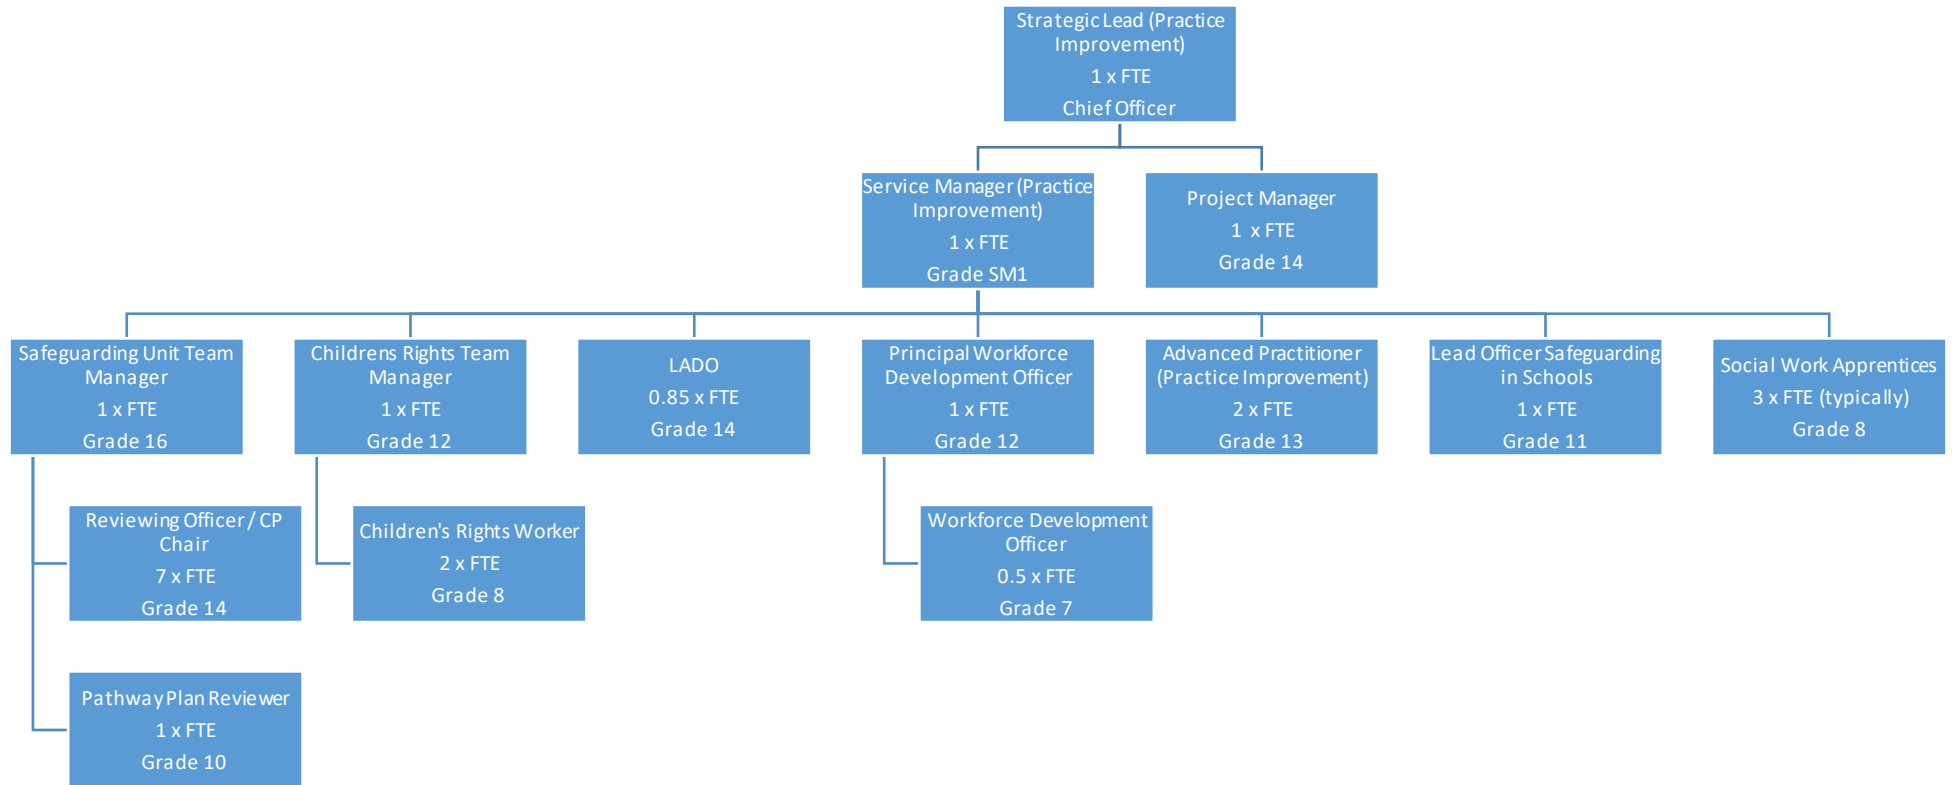 Strategic Lead (Practice
Improvement)
1 x FTE
Chief Officer
Service Manager (Practice
Improvement)
1 x FTE
Grade SM1
Project Manager
1 x FTE
Grade 14
Safeguarding Unit Team
Manager
1 x FTE
Grade 16
Childrens Rights Team
Manager
1 x FTE
Grade 12
LADO
0.85 x FTE
Grade 14
Principal Workforce
Development Officer
1 x FTE
Grade 12
Advanced Practitioner
(Practice Improvement)
2 x FTE
Grade 13
Lead Officer Safeguarding
in Schools
1 x FTE
Grade 11
Social Work Apprentices
3 x FTE (typically)
Grade 8
Reviewing Officer / CP
Chair
7 x FTE
Grade 14
Children's Rights Worker
2 x FTE
Grade 8
Workforce Development
Officer
0.5 x FTE
Grade 7
Pathway Plan Reviewer
1 x FTE
Grade 10